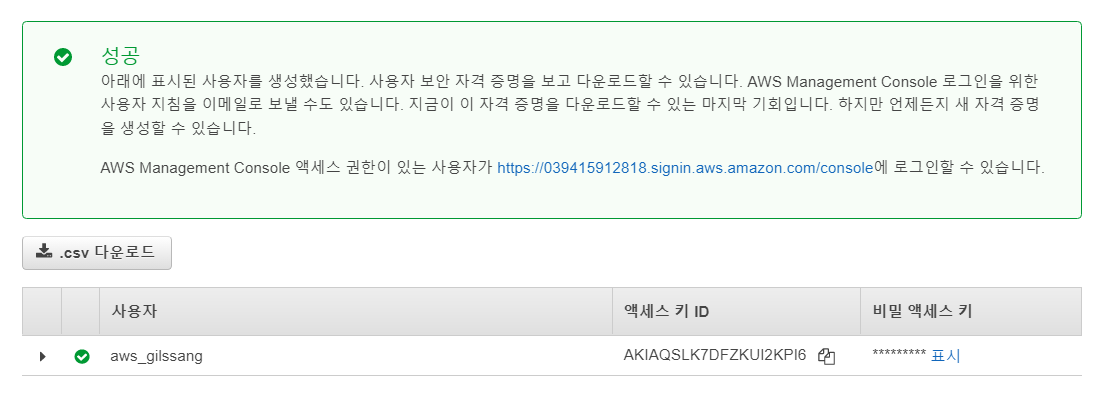 성공
아래에 표시된 사용자를 생성했습니다. 사용자 보안 자격 증명을 보고 다운로드할 수 있습니다. AWS Management Console 로그인을 위한
사용자 지침을 이메일로 보낼 수도 있습니다. 지금이 이 자격 증명을 다운로드할 수 있는 마지막 기회입니다. 하지만 언제든지 새 자격 증명
을 생성할 수 있습니다.
AWS Management Console 액세스 권한이 있는 사용자가 https://039415912818.signin.aws.amazon.com/console에 로그인할 수 있습니다.
.csv 다운로드
사용자 액세스 키 ID 비밀 액세스 키
aws_gilssang AKIAQSLK7DFZKUI2KPI6 ********* 표시